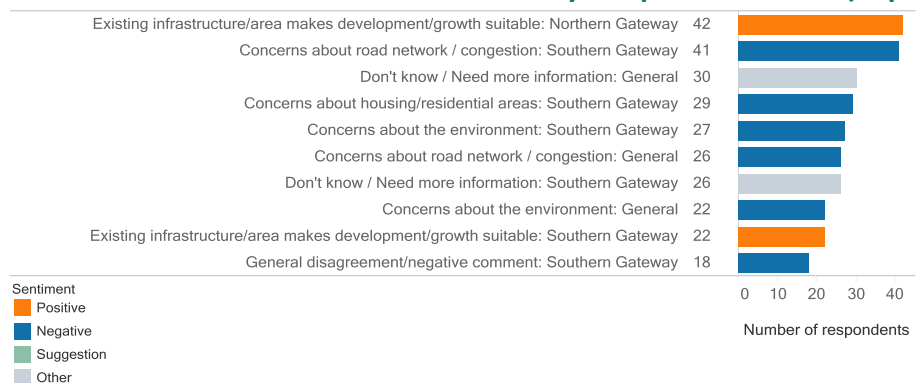 Existing infrastructure/area makes development/growth suitable: Northern Gateway 42
Concerns about road network / congestion: Southern Gateway 41
Don't know / Need more information: General 30
Concerns about housing/residential areas: Southern Gateway 29
Concerns about the environment: Southern Gateway 27
Concerns about road network / congestion: General 26
Don't know / Need more information: Southern Gateway 26
Concerns about the environment: General 22
Existing infrastructure/area makes development/growth suitable: Southern Gateway 22
General disagreement/negative comment: Southern Gateway 18
0 10 20 30 40
Number of respondents
Sentiment
Positive
Negative
Suggestion
Other